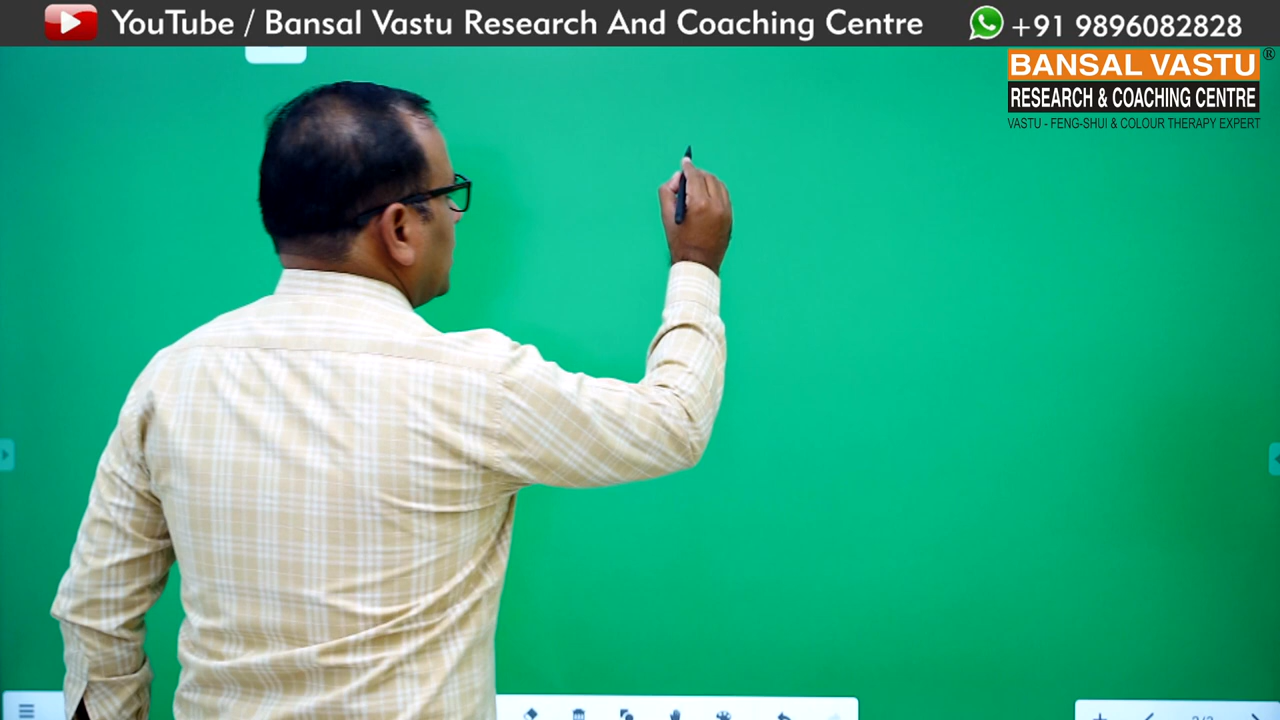 YouTube / Bansal Vastu Research And Coaching Centre
+91 9896082828
BANSAL VASTU ®
RESEARCH & COACHING CENTRE
VASTU - FENG-SHUI & COLOUR THERAPY EXPERT